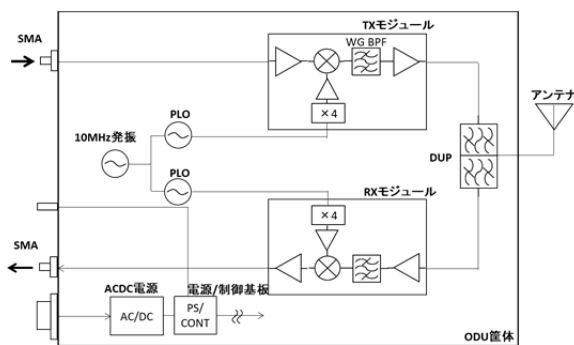 TXモジュール
SMA
WG BPF
×4
PLO
アンテナ
10MHz発振
DUP
PLO
RXモジュール
×4
SMA
ACDC電源
電源/制御基板
AC/DC
PS/
CONT
ODU筐体